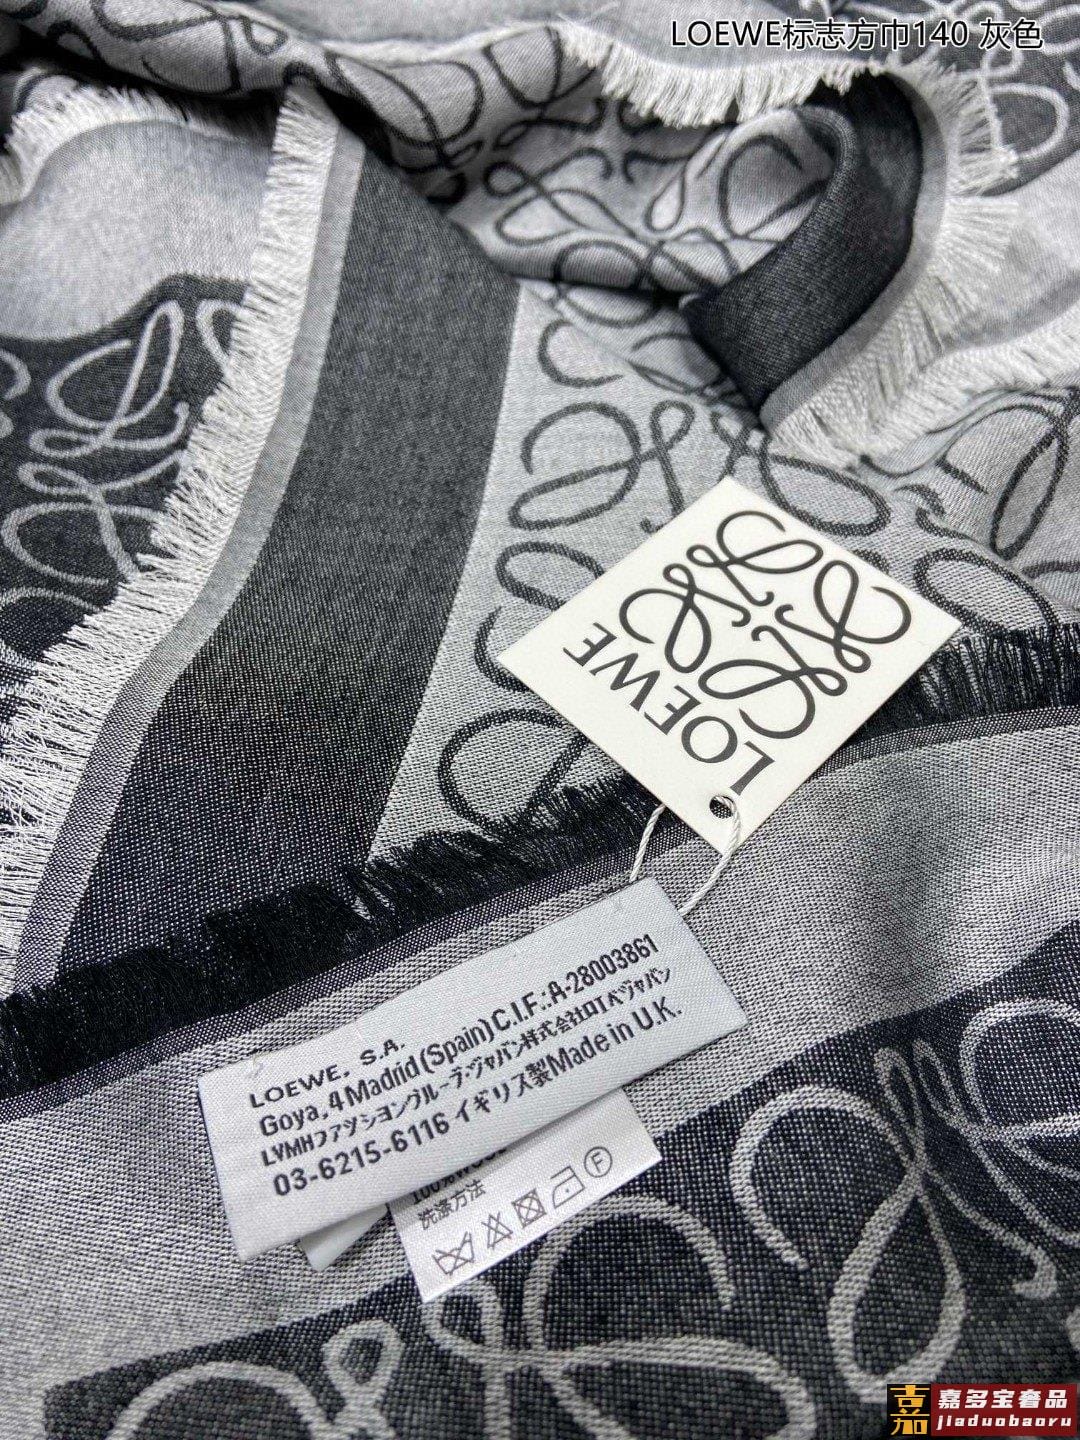 LOEWE标志方巾140 灰色
LOEWE
LOEWE, S.A.
Goya, 4 Madrid (Spain) C.I.F.: A-28003861
LVMHファッショングループ・ジャパン株式会社ロエベジャパン
03-6215-6116 イギリス製 Made in U.K.
洗涤方法
F
吉茹 嘉多宝奢品
jiaduobaoru